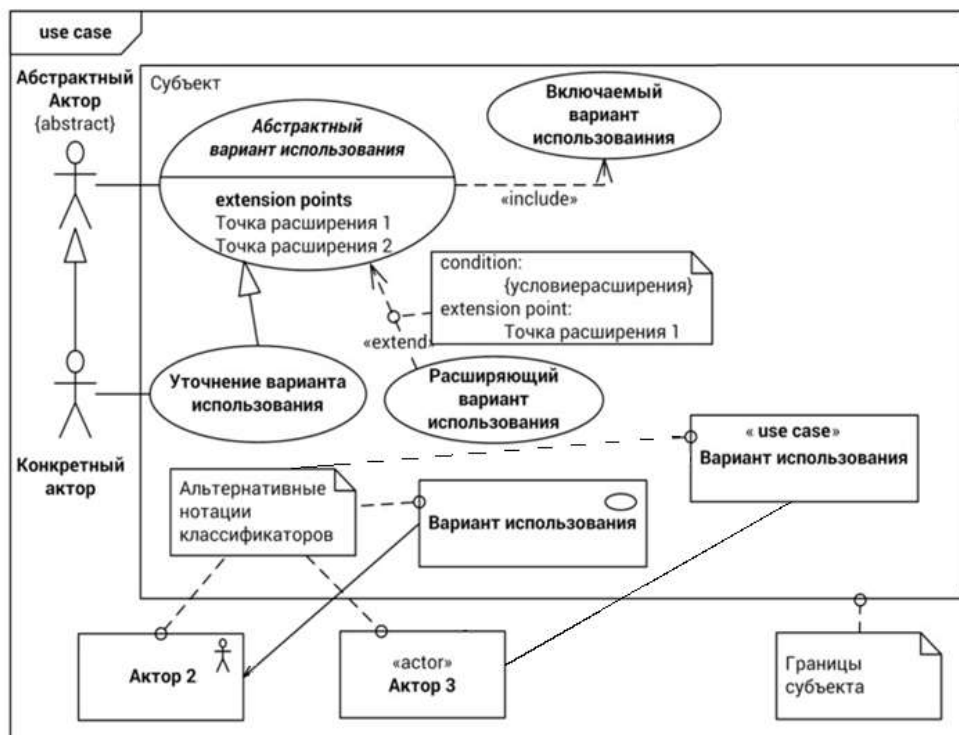 use case
Абстрактный
Актор
{abstract}
Субъект
Абстрактный
вариант использования
extension points
Точка расширения 1
Точка расширения 2
Включаемый
вариант
использоваиния
«include»
condition:
{условиерасширения}
extension point:
Точка расширения 1
«extend»
Уточнение варианта
использования
Расширяющий
вариант
использования
Конкретный
актор
« use case»
Вариант использования
Альтернативные
нотации
классификаторов
Вариант использования
Актор 2
«actor»
Актор 3
Границы
субъекта